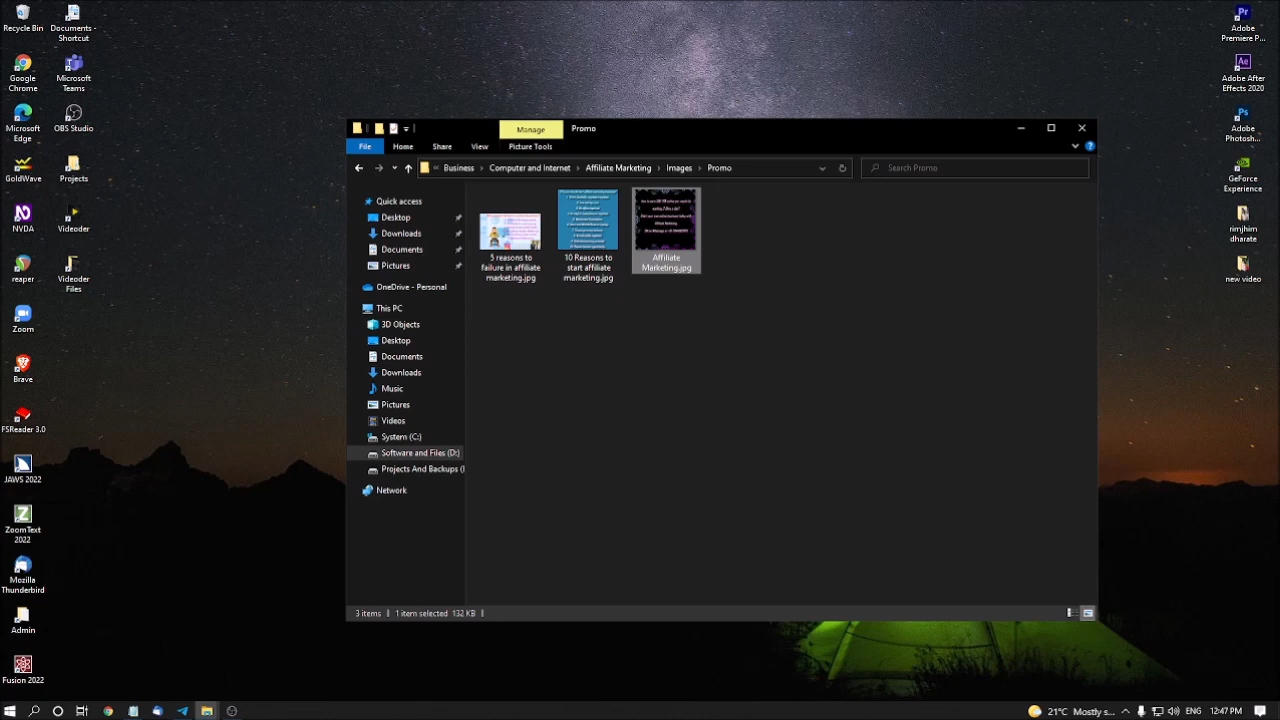 Recycle Bin
Documents - Shortcut
Google Chrome
Microsoft Teams
Microsoft Edge
OBS Studio
GoldWave
Projects
NVDA
Videoder
reaper
Videoder Files
Zoom
Brave
FSReader 3.0
JAWS 2022
ZoomText 2022
Mozilla Thunderbird
Admin
Fusion 2022
Adobe Premiere P...
Adobe After Effects 2020
Adobe Photosh...
GeForce Experience
new video
Manage
Promo
File
Home
Share
View
Picture Tools
« Business > Computer and Internet > Affiliate Marketing > Images > Promo
Search Promo
Quick access
Desktop
Downloads
Documents
Pictures
OneDrive - Personal
This PC
3D Objects
Desktop
Documents
Downloads
Music
Pictures
Videos
System (C:)
Software and Files (D:)
Projects And Backups (
Network
5 reasons to
failure in affiliate
marketing.jpg
10 Reasons to
start affiliate
marketing.jpg
Affiliate
Marketing.jpg
3 items
1 item selected 132 KB
21°C Mostly s...
ENG
12:47 PM